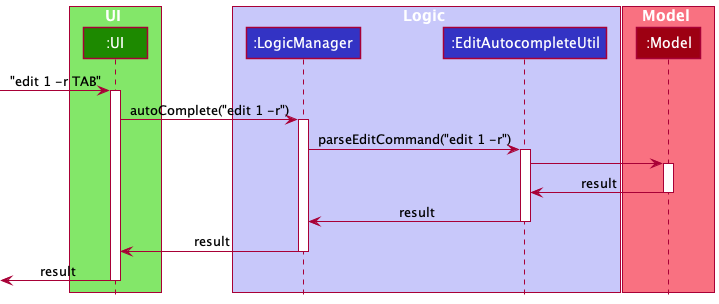 UI
Logic
Model
:UI
:LogicManager
:EditAutocompleteUtil
:Model
"edit 1 -r TAB"
autoComplete("edit 1 -r")
parseEditCommand("edit 1 -r")
result
result
result
result